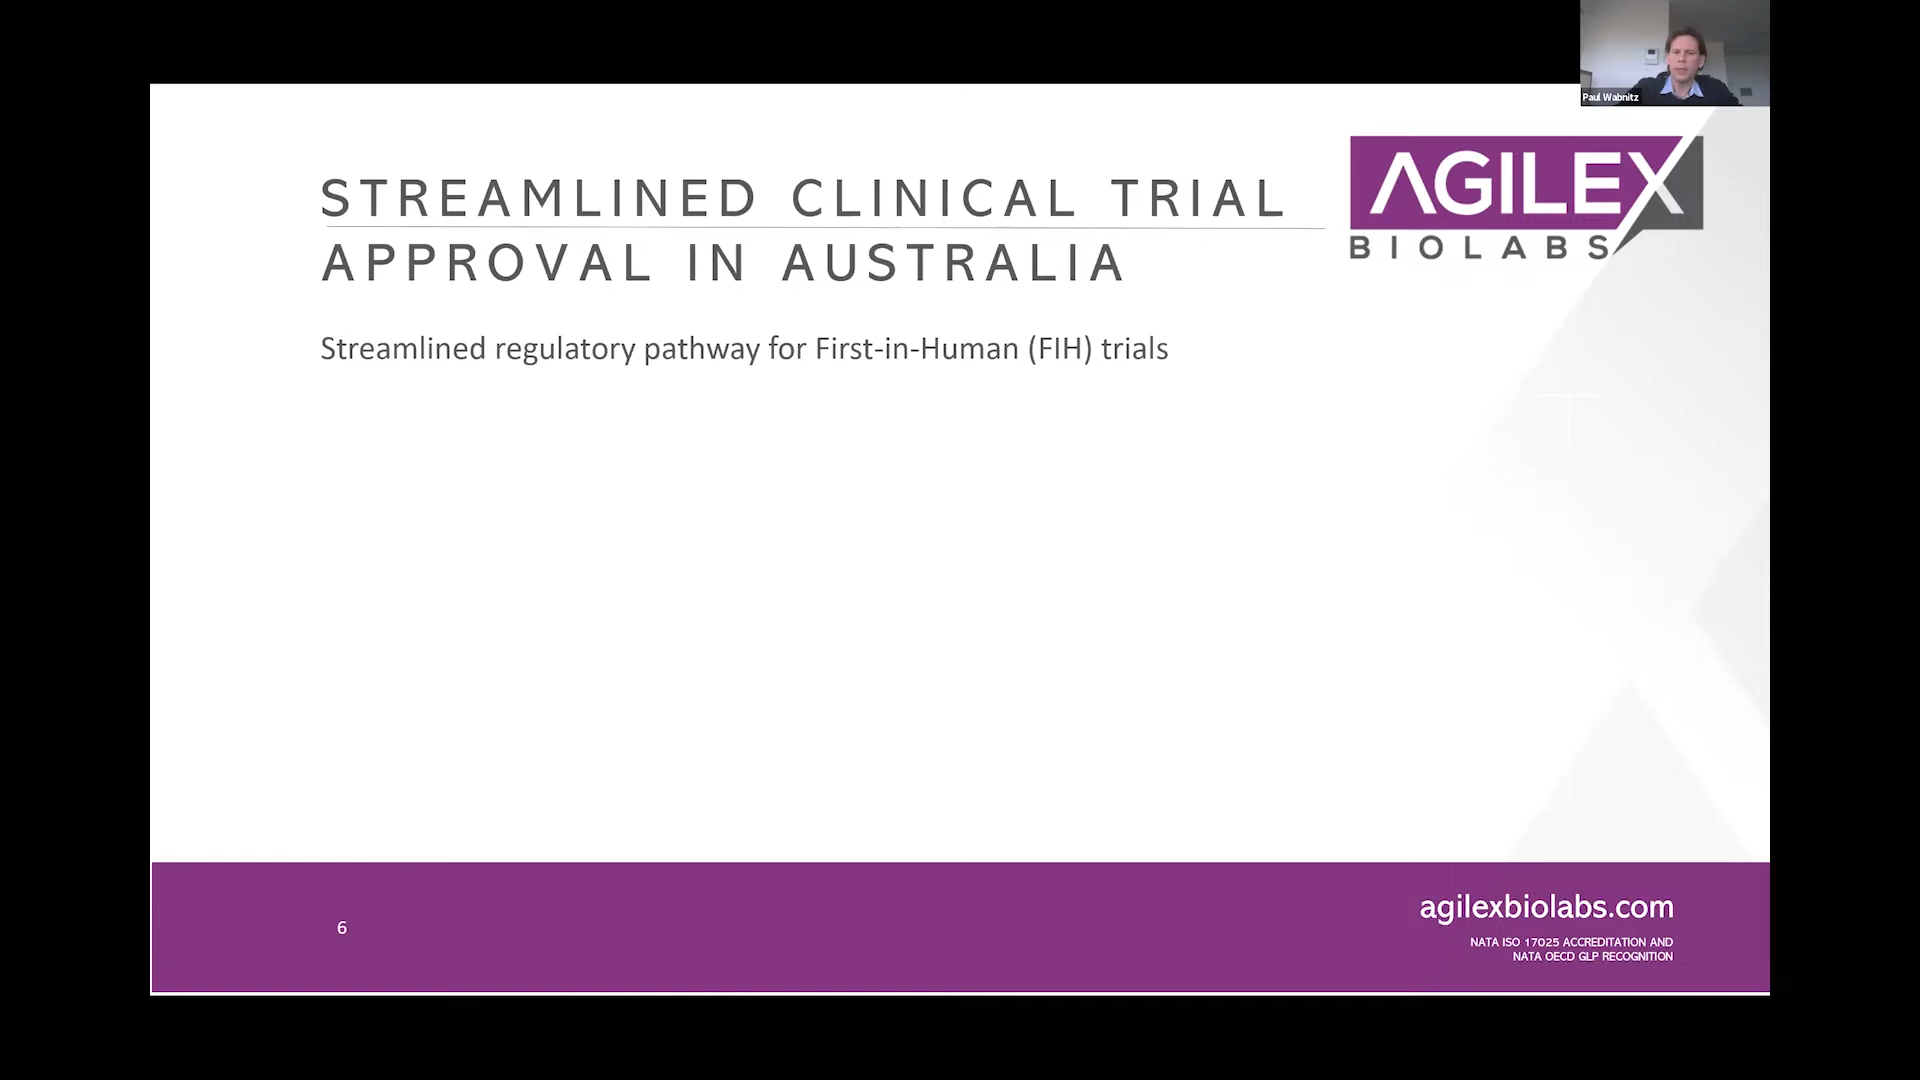 Paul Wabnitz
AGILEX
BIOLABS
STREAMLINED CLINICAL TRIAL
APPROVAL IN AUSTRALIA
Streamlined regulatory pathway for First-in-Human (FIH) trials
6
agilexbiolabs.com
NATA ISO 17025 ACCREDITATION AND
NATA OECD GLP RECOGNITION